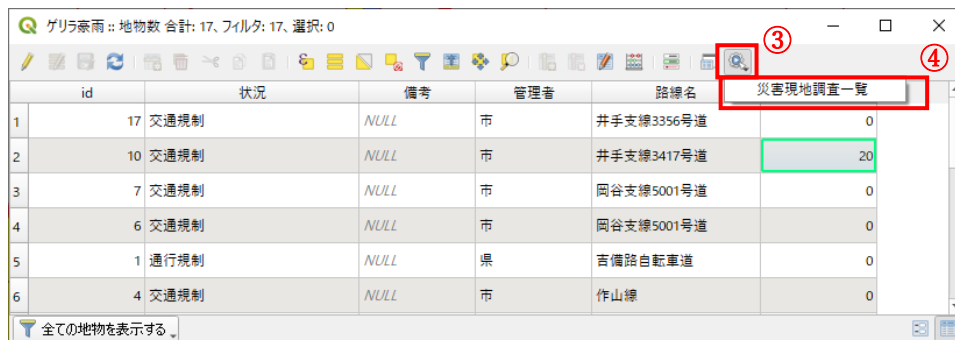 ゲリラ豪雨 :: 地物数 合計: 17、フィルタ: 17、選択: 0
③
④
災害現地調査一覧
id 状況 備考 管理者 路線名
1 17 交通規制 NULL 市 井手支線3356号道 0
2 10 交通規制 NULL 市 井手支線3417号道 20
3 7 交通規制 NULL 市 岡谷支線5001号道 0
4 6 交通規制 NULL 市 岡谷支線5001号道 0
5 1 通行規制 NULL 県 吉備路自転車道 0
6 4 交通規制 NULL 市 作山線 0
全ての地物を表示する